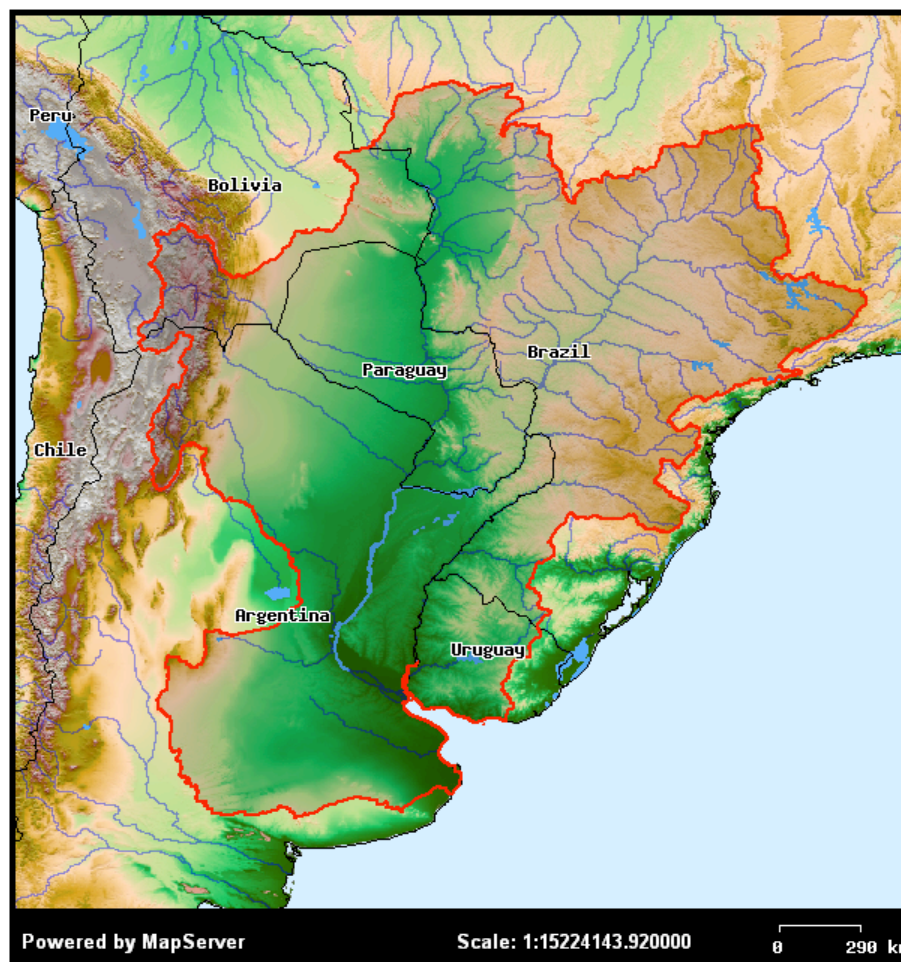 Peru
Bolivia
Paraguay
Brazil
Chile
Argentina
Uruguay
Powered by MapServer
Scale: 1:15224143.920000
0 290 km